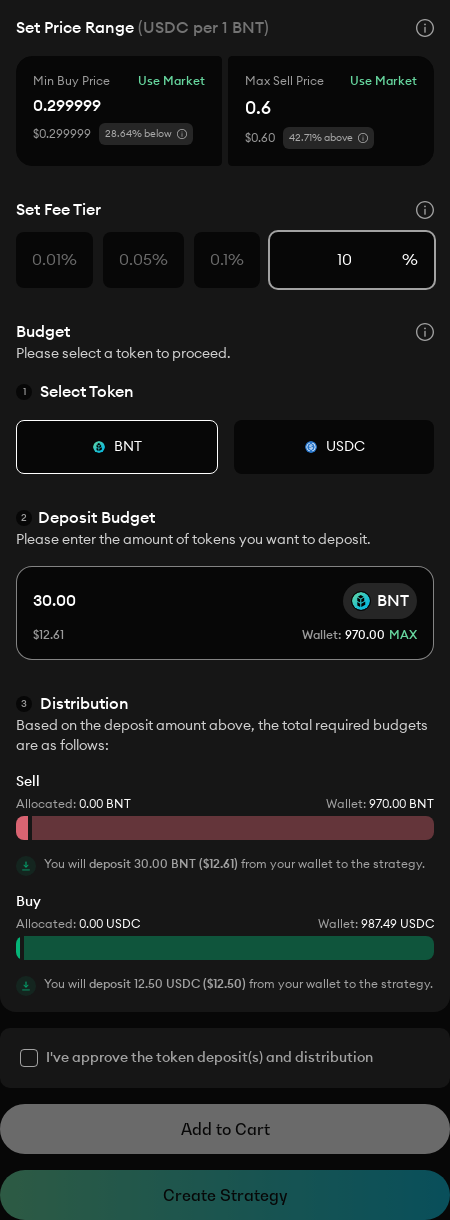 Set Price Range (USDC per 1 BNT)
Min Buy Price Use Market
0.299999
$0.299999 28.64% below
Max Sell Price Use Market
0.6
$0.60 42.71% above
Set Fee Tier
0.01% 0.05% 0.1% 10 %
Budget
Please select a token to proceed.
1 Select Token
BNT USDC
2 Deposit Budget
Please enter the amount of tokens you want to deposit.
30.00 BNT
$12.61 Wallet: 970.00 MAX
3 Distribution
Based on the deposit amount above, the total required budgets
are as follows:
Sell
Allocated: 0.00 BNT Wallet: 970.00 BNT
You will deposit 30.00 BNT ($12.61) from your wallet to the strategy.
Buy
Allocated: 0.00 USDC Wallet: 987.49 USDC
You will deposit 12.50 USDC ($12.50) from your wallet to the strategy.
I've approve the token deposit(s) and distribution
Add to Cart
Create Strategy